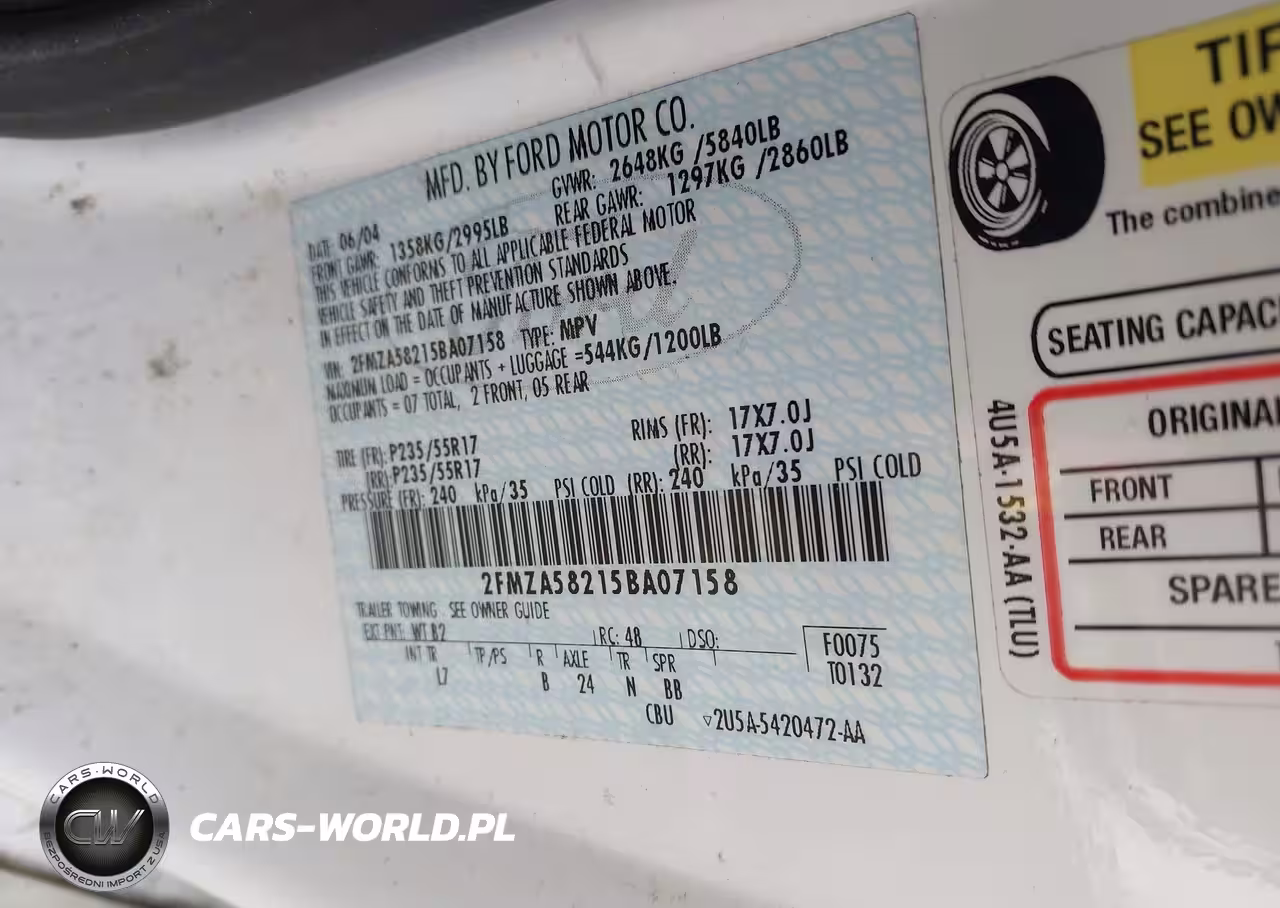 MFD. BY FORD MOTOR CO.
DATE: 06/04 GVWR: 2648KG /5840LB
FRONT GAWR: 1358KG/2995LB REAR GAWR: 1297KG /2860LB
THIS VEHICLE CONFORMS TO ALL APPLICABLE FEDERAL MOTOR
VEHICLE SAFETY AND THEFT PREVENTION STANDARDS
IN EFFECT ON THE DATE OF MANUFACTURE SHOWN ABOVE.
VIN: 2FMZA58215BA07158 TYPE: MPV
MAXIMUM LOAD = OCCUPANTS + LUGGAGE =544KG/1200LB
OCCUPANTS = 07 TOTAL, 2 FRONT, 05 REAR
TIRE (FR): P235/55R17 RIMS (FR): 17X7.0J
(RR): P235/55R17 (RR): 17X7.0J
PRESSURE (FR): 240 kPa/35 PSI COLD (RR): 240 kPa/35 PSI COLD
2FMZA58215BA07158
TRAILER TOWING. SEE OWNER GUIDE
EXT PNT: WT B2 RC: 48 DSO: F0075
INT TR TP/PS R AXLE TR SPR T0132
L7 B 24 N BB
CBU ▽2U5A-5420472-AA
TIF
SEE OW
The combine
SEATING CAPAC
ORIGINA
FRONT
REAR
SPARE
4U5A-1532-AA (TLU)
CARS-WORLD
CW
BEZPOŚREDNI IMPORT Z USA
CARS-WORLD.PL